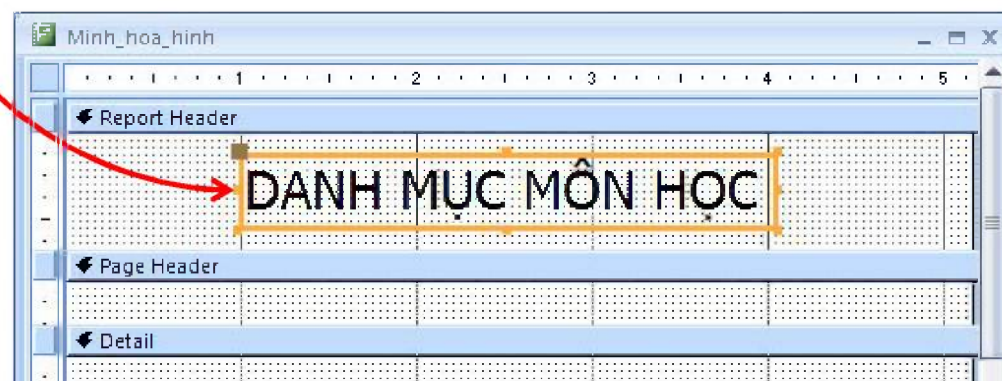 Minh_hoa_hinh
1 2 3 4 5
Report Header
DANH MỤC MÔN HỌC
Page Header
Detail